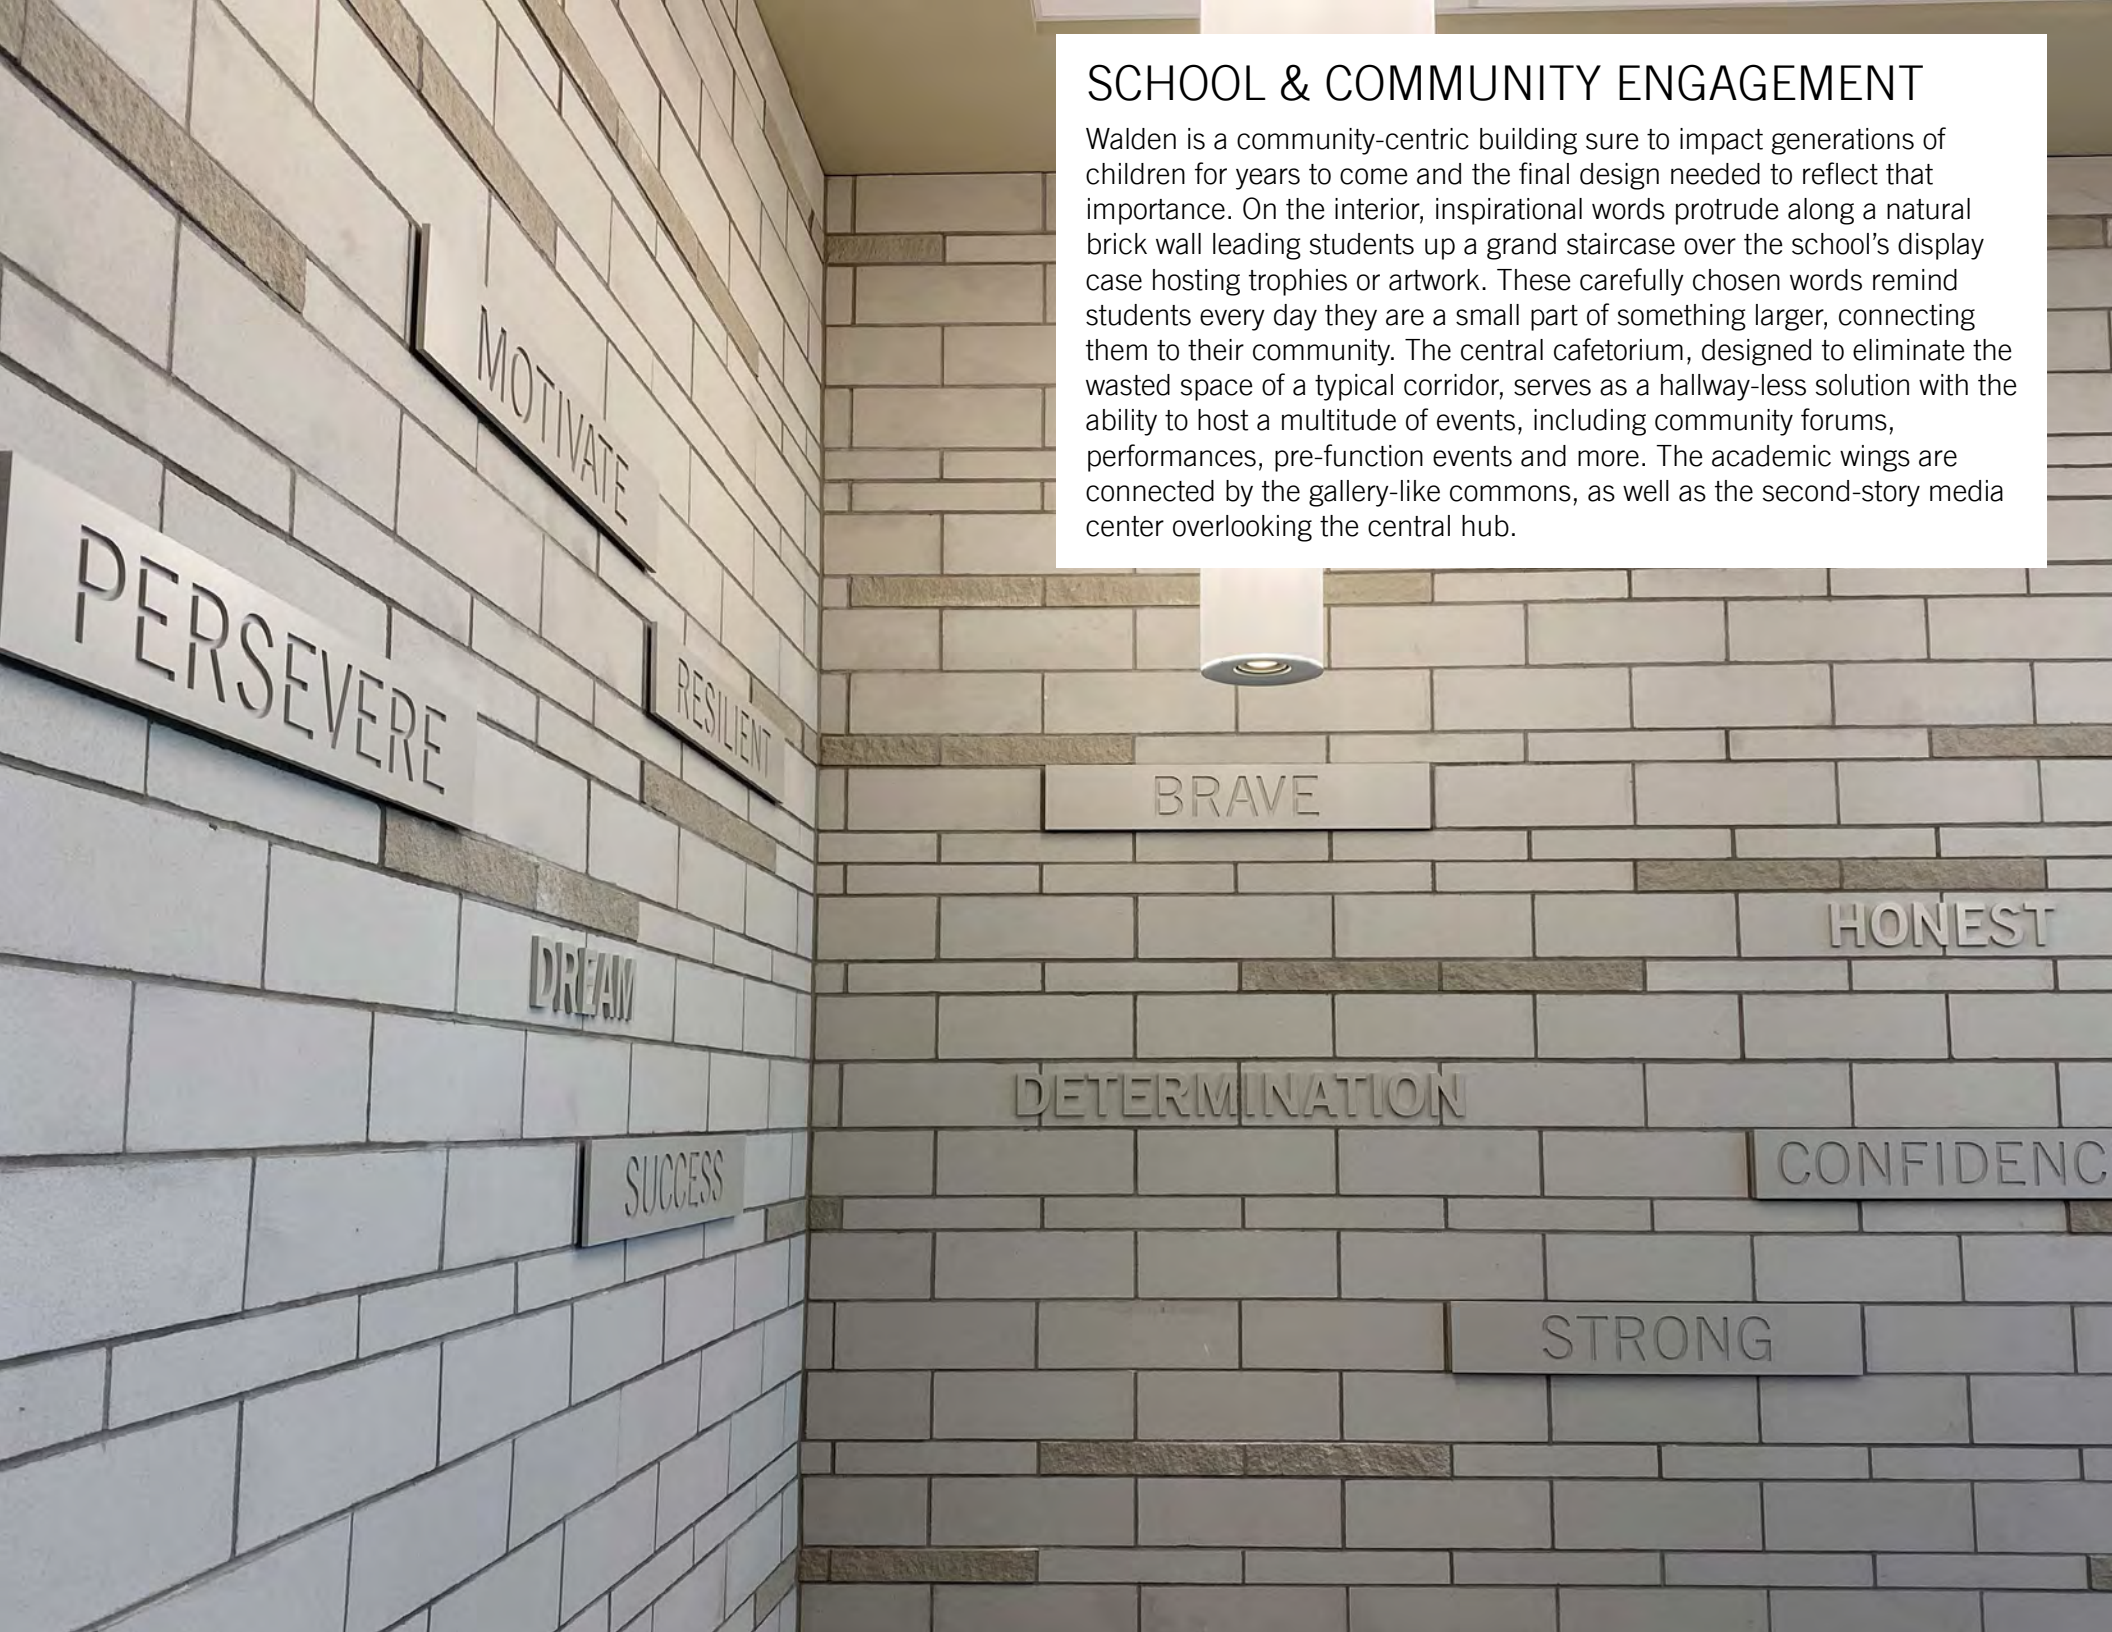 SCHOOL & COMMUNITY ENGAGEMENT
Walden is a community-centric building sure to impact generations of
children for years to come and the final design needed to reflect that
importance. On the interior, inspirational words protrude along a natural
brick wall leading students up a grand staircase over the school’s display
case hosting trophies or artwork. These carefully chosen words remind
students every day they are a small part of something larger, connecting
them to their community. The central cafetorium, designed to eliminate the
wasted space of a typical corridor, serves as a hallway-less solution with the
ability to host a multitude of events, including community forums,
performances, pre-function events and more. The academic wings are
connected by the gallery-like commons, as well as the second-story media
center overlooking the central hub.
MOTIVATE
PERSEVERE
RESILIENT
BRAVE
HONEST
DREAM
DETERMINATION
CONFIDENC
SUCCESS
STRONG